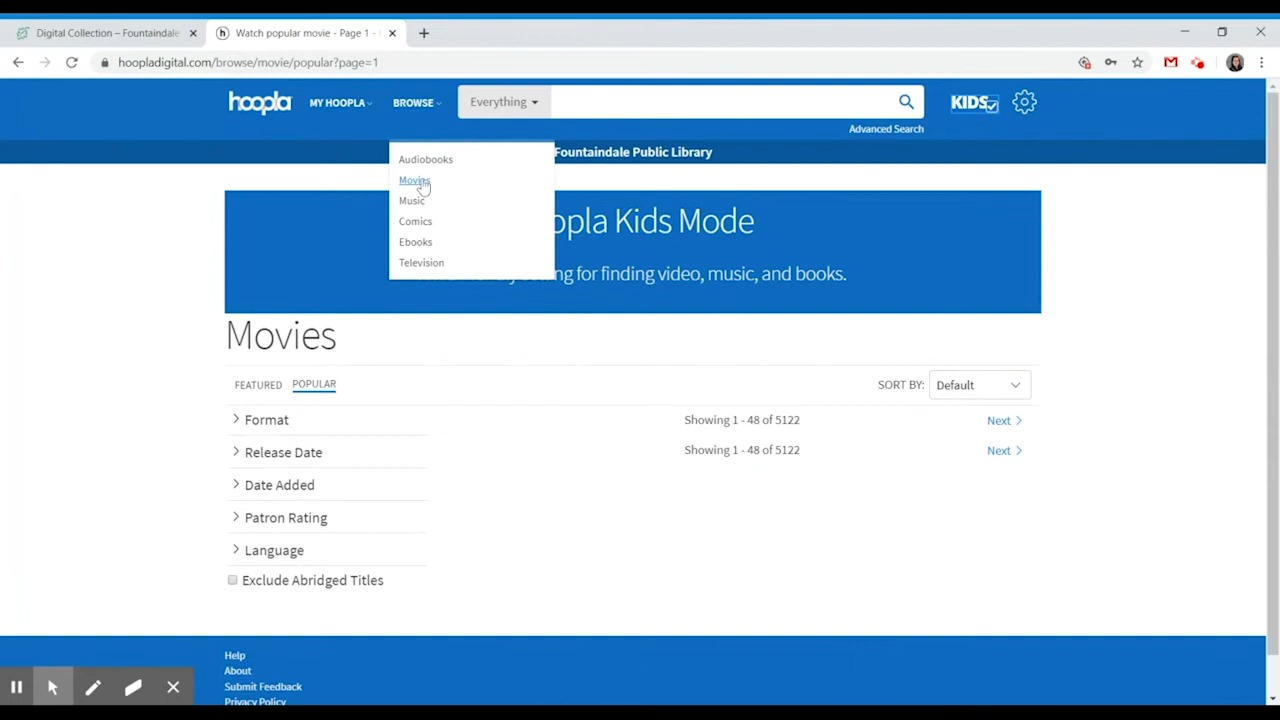 Digital Collection – Fountaindale
Watch popular movie - Page 1 -
hoopladigital.com/browse/movie/popular?page=1
hoopla MY HOOPLA BROWSE Everything KIDS
Advanced Search
Fountaindale Public Library
Audiobooks
Movies
Music
Comics
Ebooks
Television
opla Kids Mode
ng for finding video, music, and books.
Movies
FEATURED POPULAR SORT BY: Default
Format Showing 1 - 48 of 5122 Next
Release Date Showing 1 - 48 of 5122 Next
Date Added
Patron Rating
Language
Exclude Abridged Titles
Help
About
Submit Feedback
Privacy Policy